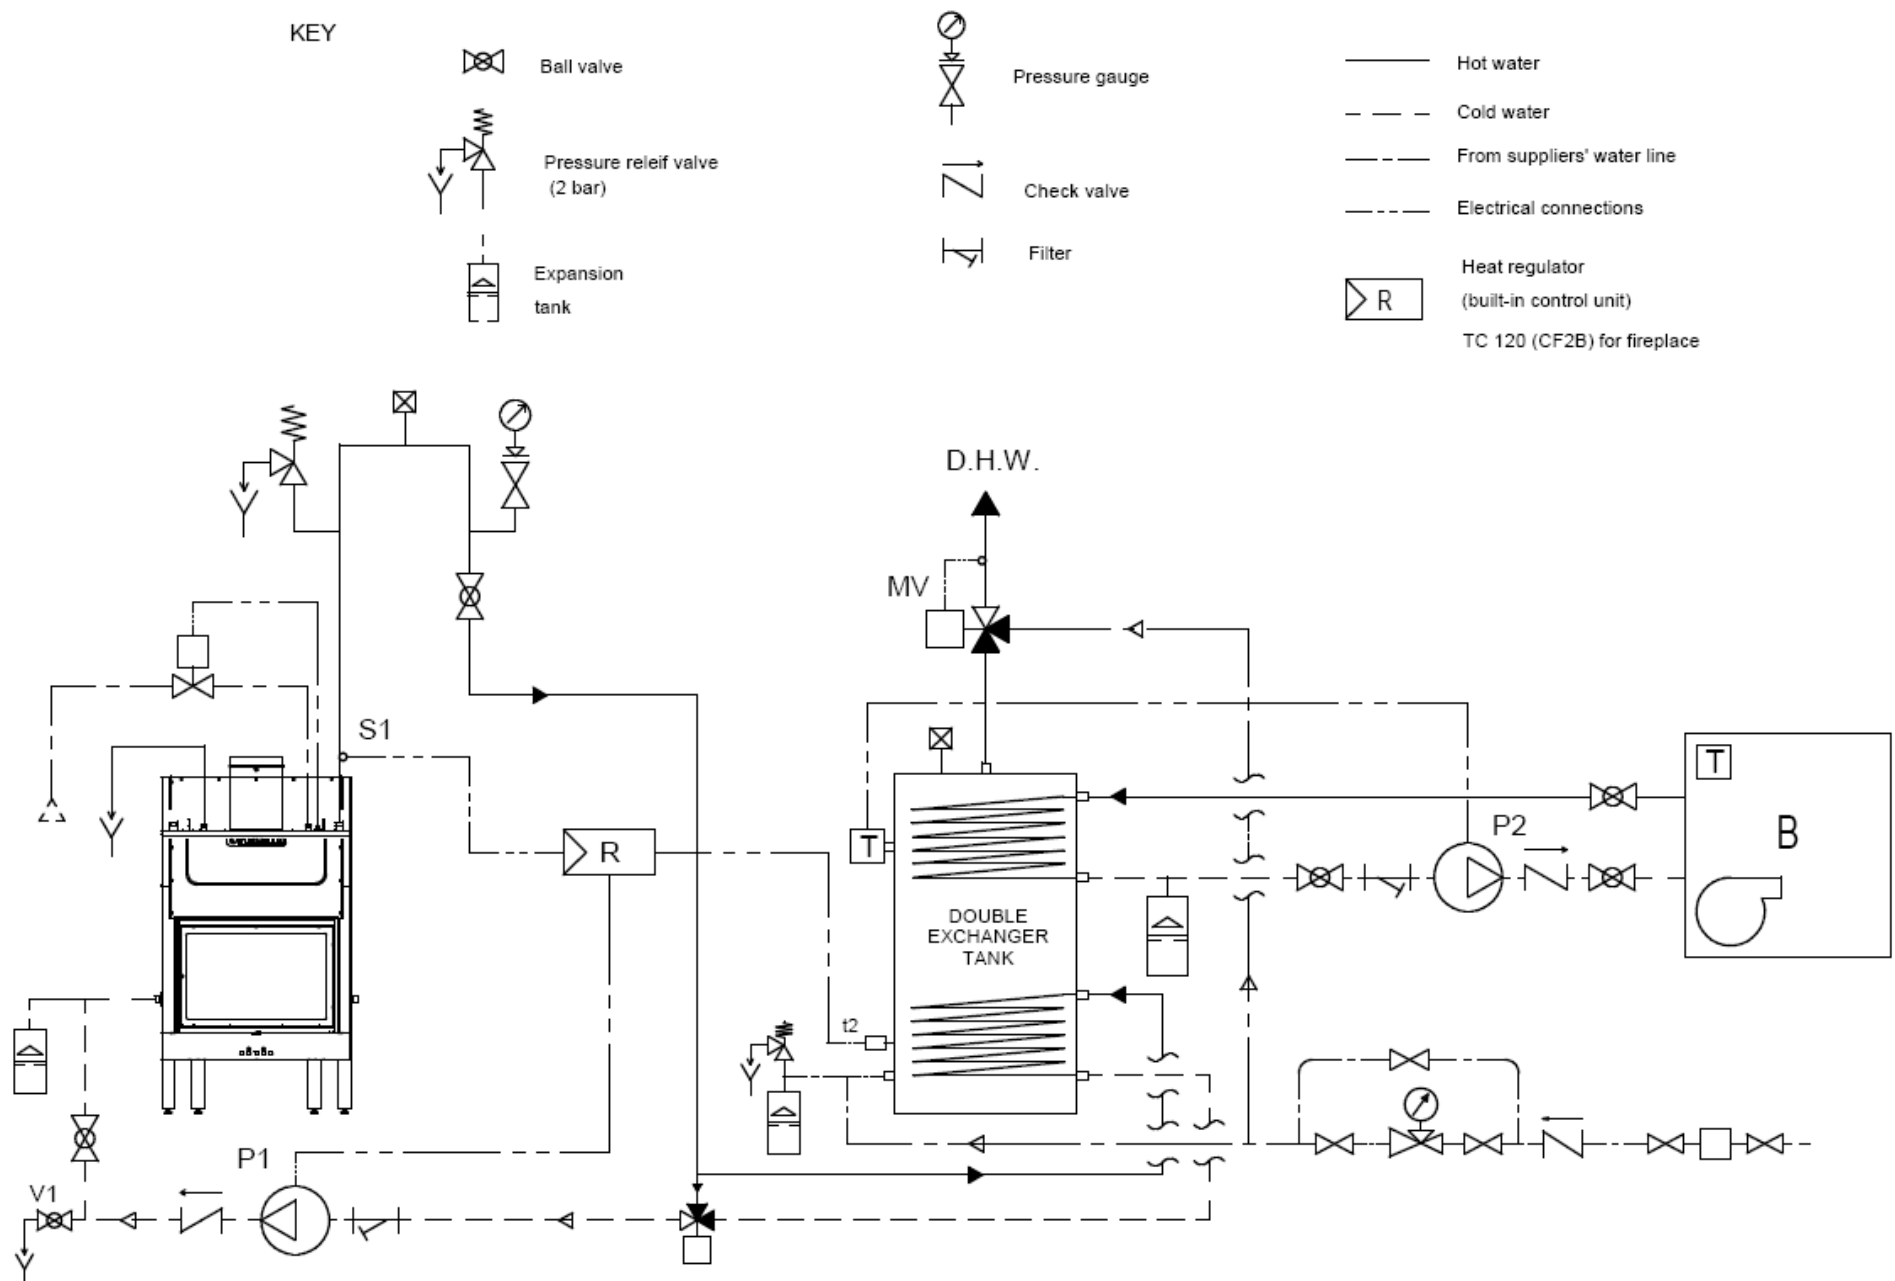 KEY
Ball valve
Pressure releif valve
(2 bar)
Expansion
tank
Pressure gauge
Check valve
Filter
Hot water
Cold water
From suppliers' water line
Electrical connections
R
Heat regulator
(built-in control unit)
TC 120 (CF2B) for fireplace
D.H.W.
MV
S1
T
B
P2
R
T
DOUBLE
EXCHANGER
TANK
t2
P1
V1